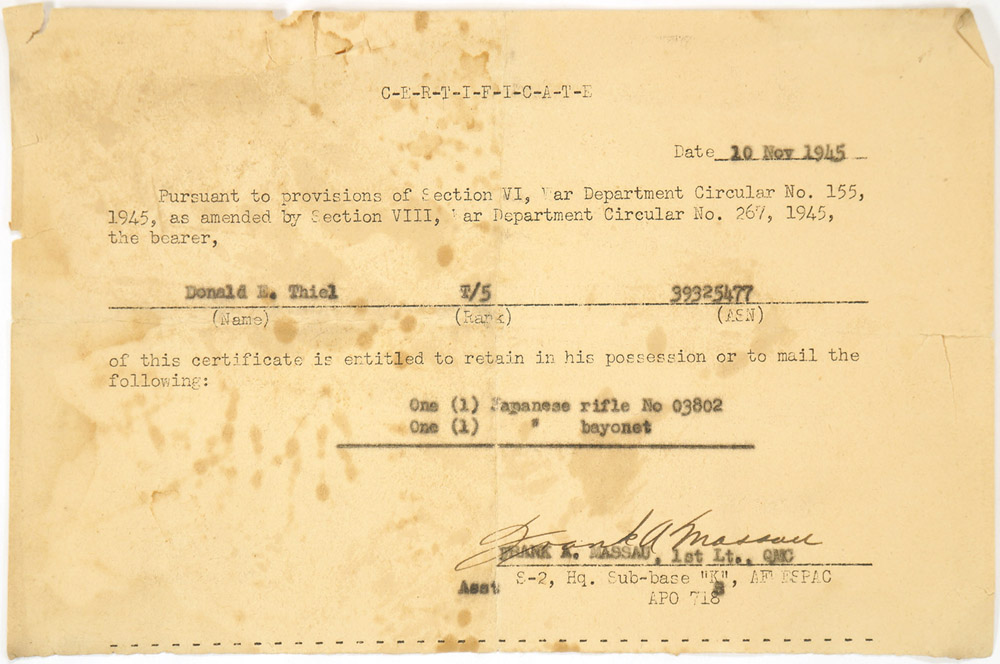 C-E-R-T-I-F-I-C-A-T-E
Date 10 Nov 1945
Pursuant to provisions of Section VI, War Department Circular No. 155,
1945, as amended by Section VIII, War Department Circular No. 267, 1945,
the bearer,
Donald E. Thiel T/5 39325477
(Name) (Rank) (ASN)
of this certificate is entitled to retain in his possession or to mail the
following:
One (1) Japanese rifle No 03802
One (1) " bayonet
Frank A Massau
FRANK A. MASSAU, 1st Lt., QMC
Asst S-2, Hq. Sub-base "K", AFWESPAC
APO 718